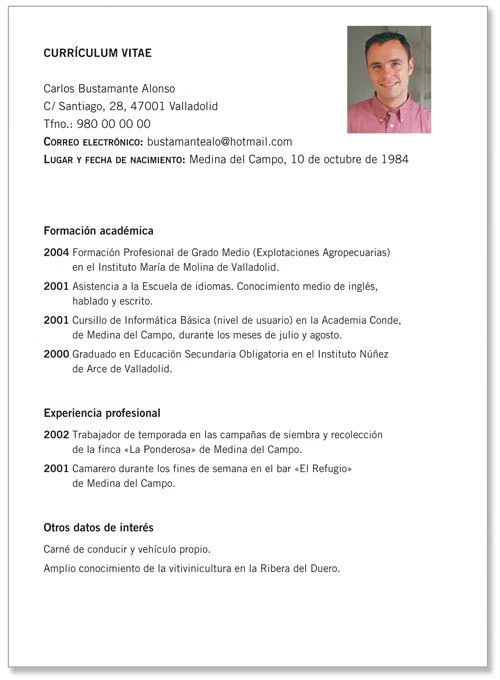 CURRÍCULUM VITAE
Carlos Bustamante Alonso
C/ Santiago, 28, 47001 Valladolid
Tfno.: 980 00 00 00
CORREO ELECTRÓNICO: bustamantealo@hotmail.com
LUGAR Y FECHA DE NACIMIENTO: Medina del Campo, 10 de octubre de 1984
Formación académica
2004 Formación Profesional de Grado Medio (Explotaciones Agropecuarias)
en el Instituto María de Molina de Valladolid.
2001 Asistencia a la Escuela de idiomas. Conocimiento medio de inglés,
hablado y escrito.
2001 Cursillo de Informática Básica (nivel de usuario) en la Academia Conde,
de Medina del Campo, durante los meses de julio y agosto.
2000 Graduado en Educación Secundaria Obligatoria en el Instituto Núñez
de Arce de Valladolid.
Experiencia profesional
2002 Trabajador de temporada en las campañas de siembra y recolección
de la finca «La Ponderosa» de Medina del Campo.
2001 Camarero durante los fines de semana en el bar «El Refugio»
de Medina del Campo.
Otros datos de interés
Carné de conducir y vehículo propio.
Amplio conocimiento de la vitivinicultura en la Ribera del Duero.